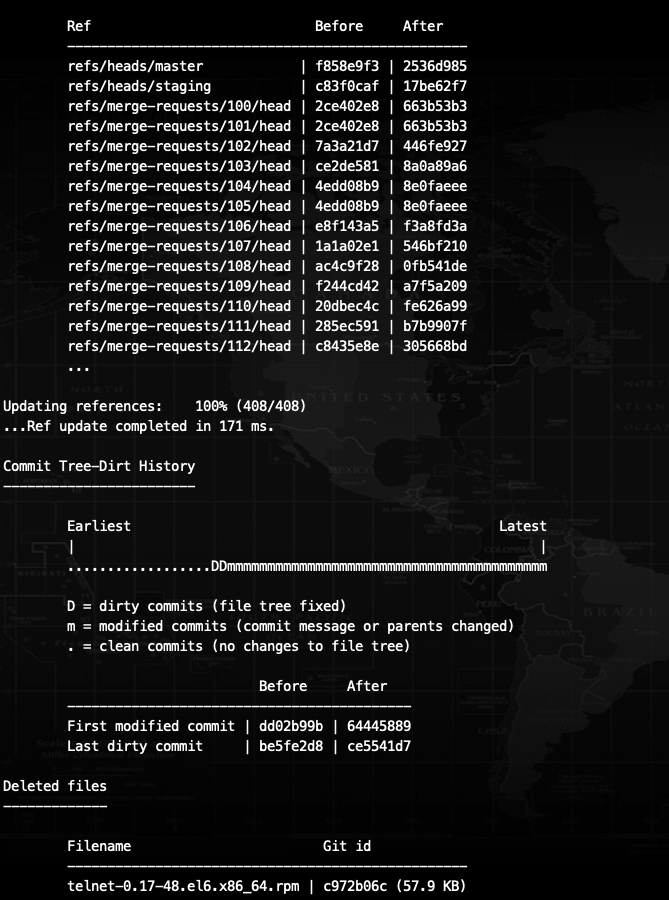 Ref Before After
refs/heads/master | f858e9f3 | 2536d985
refs/heads/staging | c83f0caf | 17be62f7
refs/merge-requests/100/head | 2ce402e8 | 663b53b3
refs/merge-requests/101/head | 2ce402e8 | 663b53b3
refs/merge-requests/102/head | 7a3a21d7 | 446fe927
refs/merge-requests/103/head | ce2de581 | 8a0a89a6
refs/merge-requests/104/head | 4edd08b9 | 8e0faeee
refs/merge-requests/105/head | 4edd08b9 | 8e0faeee
refs/merge-requests/106/head | e8f143a5 | f3a8fd3a
refs/merge-requests/107/head | 1a1a02e1 | 546bf210
refs/merge-requests/108/head | ac4c9f28 | 0fb541de
refs/merge-requests/109/head | f244cd42 | a7f5a209
refs/merge-requests/110/head | 20dbec4c | fe626a99
refs/merge-requests/111/head | 285ec591 | b7b9907f
refs/merge-requests/112/head | c8435e8e | 305668bd
...
Updating references: 100% (408/408)
...Ref update completed in 171 ms.
Commit Tree-Dirt History
Earliest Latest
| |
..................DDmmmmmmmmmmmmmmmmmmmmmmmmmmmmmmmmmmmmmmmm
D = dirty commits (file tree fixed)
m = modified commits (commit message or parents changed)
. = clean commits (no changes to file tree)
Before After
First modified commit | dd02b99b | 64445889
Last dirty commit | be5fe2d8 | ce5541d7
Deleted files
Filename Git id
telnet-0.17-48.el6.x86_64.rpm | c972b06c (57.9 KB)
NORTH
UNITED STATES
MEXICO
BRAZIL